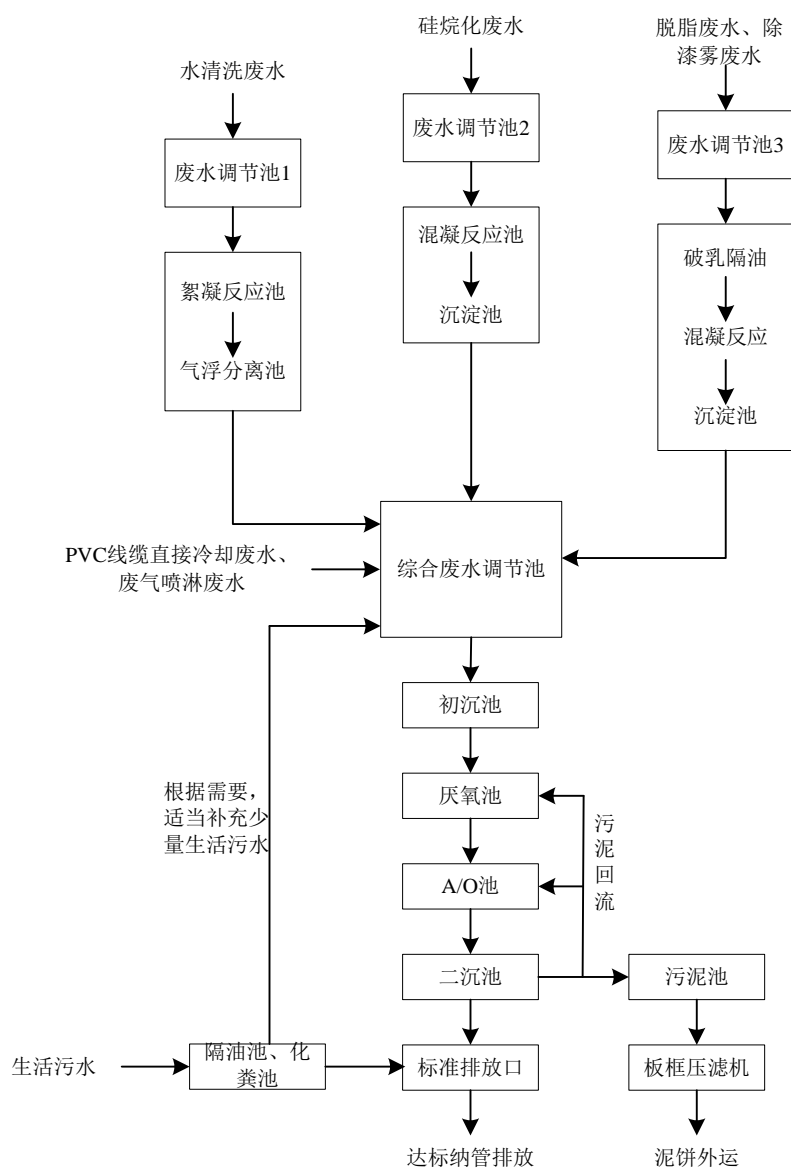 硅烷化废水
脱脂废水、除
漆雾废水
水清洗废水
废水调节池1
废水调节池2
废水调节池3
絮凝反应池
气浮分离池
混凝反应池
沉淀池
破乳隔油
混凝反应
沉淀池
PVC线缆直接冷却废水、
废气喷淋废水
综合废水调节池
初沉池
根据需要，
适当补充少
量生活污水
厌氧池
污
泥
回
流
A/O池
二沉池
污泥池
生活污水
隔油池、化
粪池
标准排放口
板框压滤机
达标纳管排放
泥饼外运